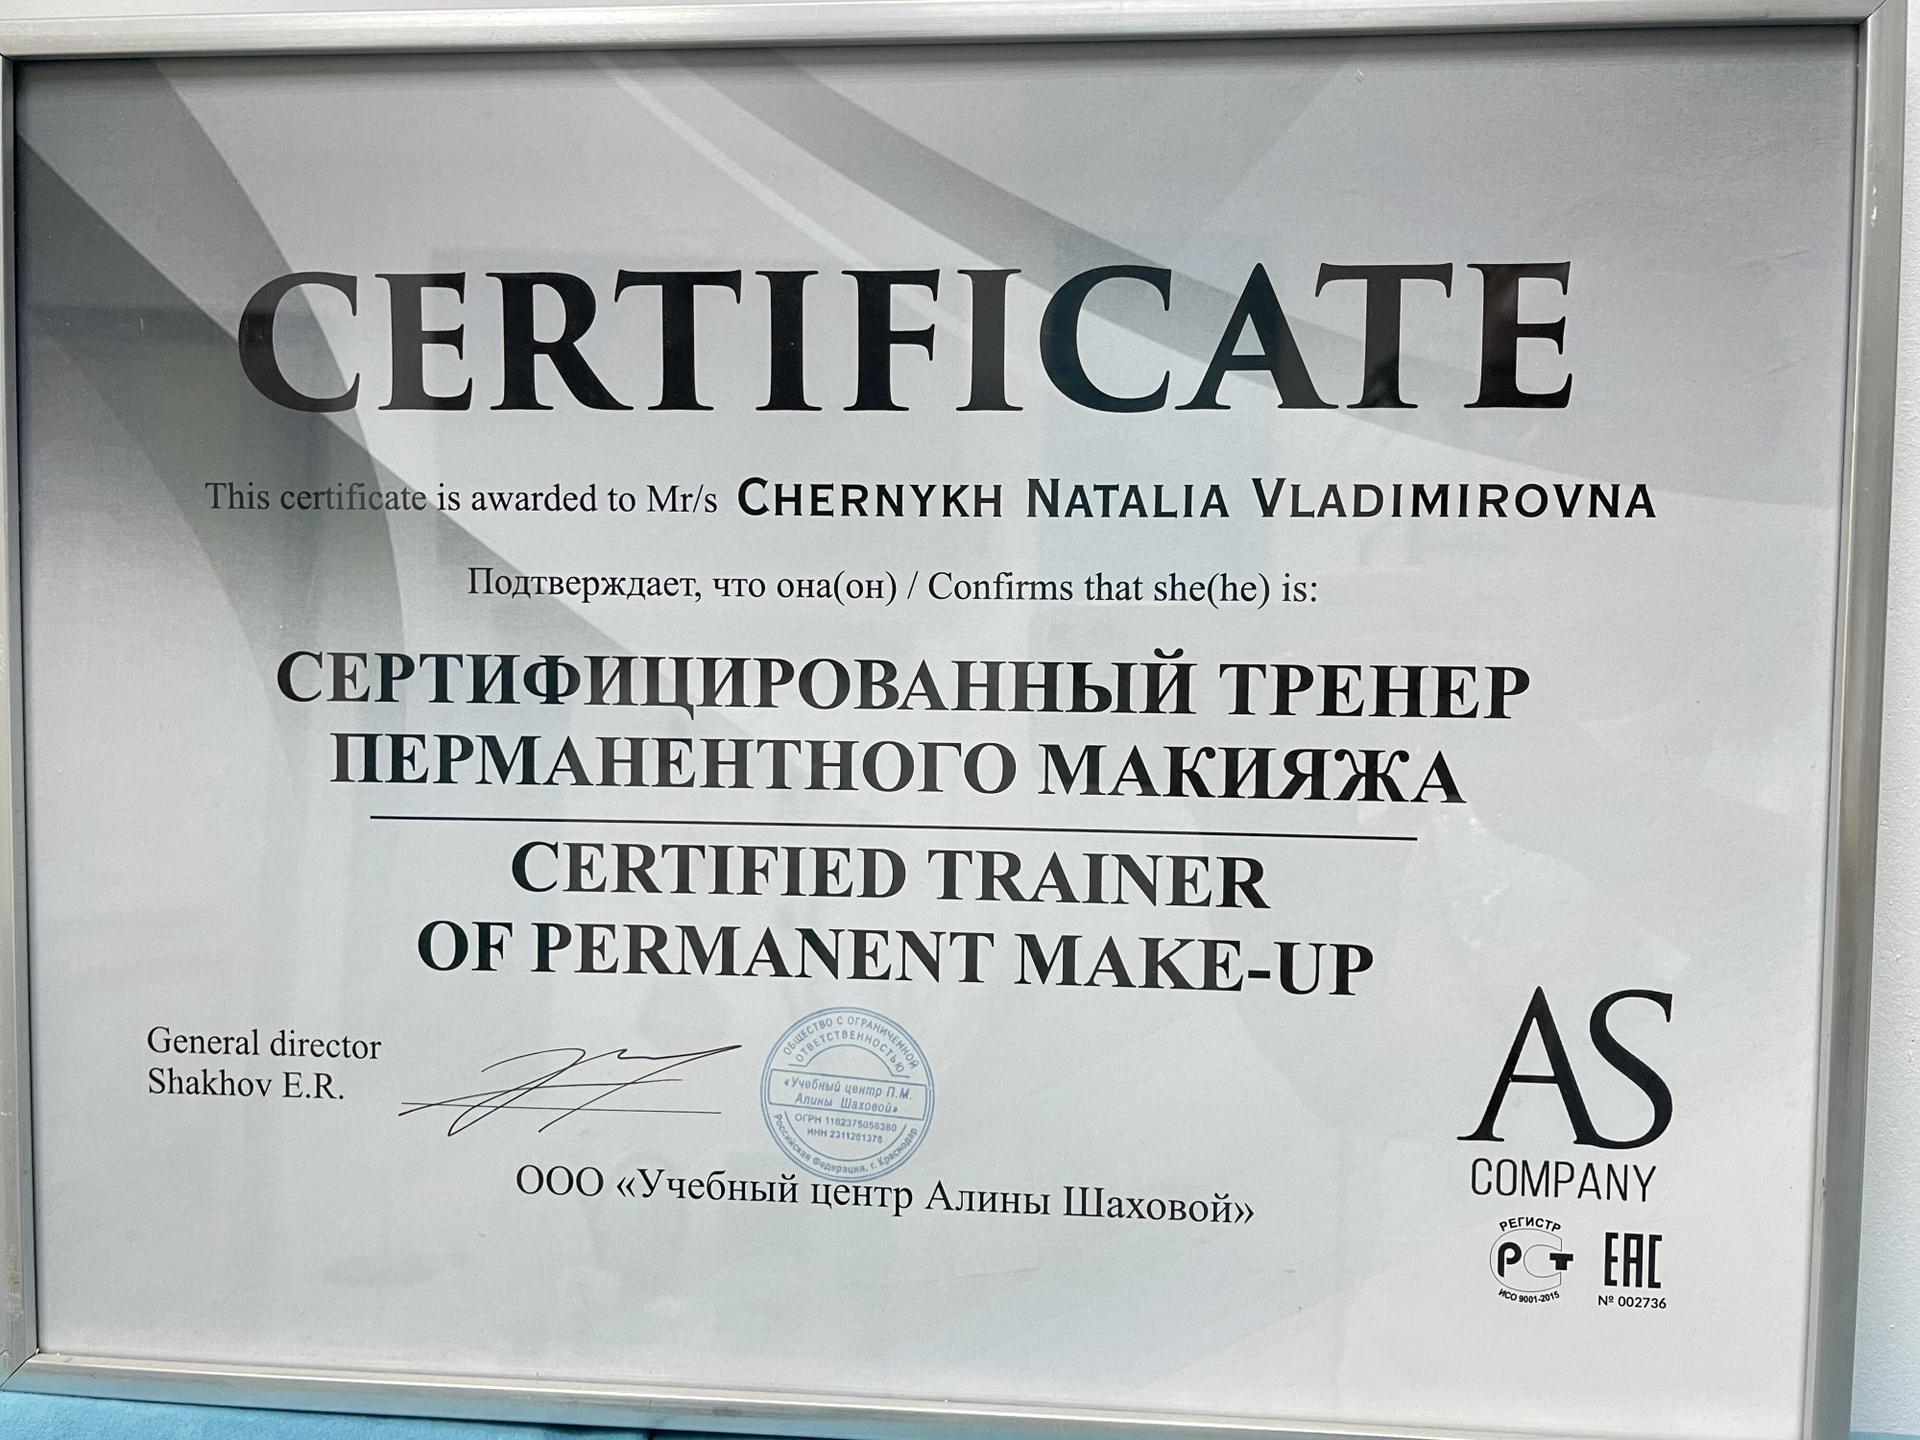 CERTIFICATE
This certificate is awarded to Mr/s CHERNYKH NATALIA VLADIMIROVNA
Подтверждает, что она(он) / Confirms that she(he) is:
СЕРТИФИЦИРОВАННЫЙ ТРЕНЕР
ПЕРМАНЕНТНОГО МАКИЯЖА
CERTIFIED TRAINER
OF PERMANENT MAKE-UP
General director
Shakhov E.R.
ОБЩЕСТВО С ОГРАНИЧЕННОЙ
ОТВЕТСТВЕННОСТЬЮ
«Учебный центр П.М.
Алины Шаховой»
ОГРН 1182375056380
ИНН 2311281376
Российская Федерация, г. Краснодар
ООО «Учебный центр Алины Шаховой»
AS
COMPANY
РЕГИСТР
РСТ
ИСО 9001-2015
EAC
№ 002736